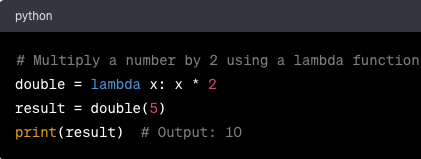 python
# Multiply a number by 2 using a lambda function
double = lambda x: x * 2
result = double(5)
print(result)  # Output: 10